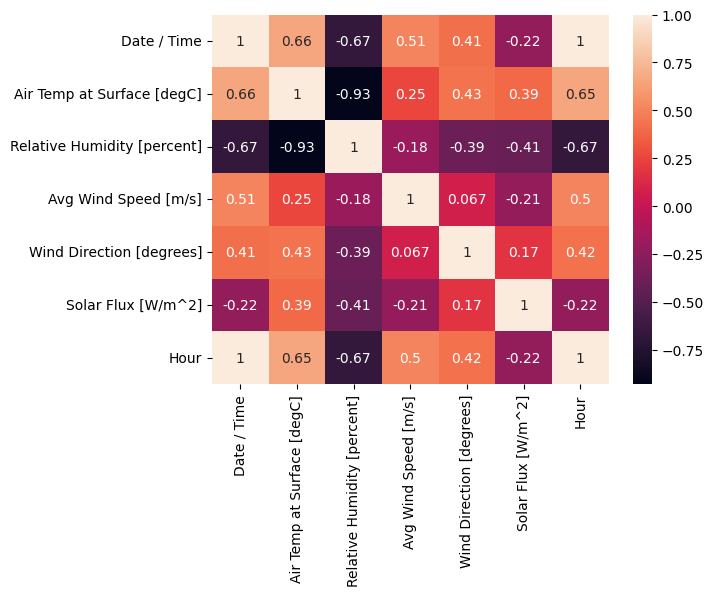 Date / Time 1 0.66 -0.67 0.51 0.41 -0.22 1
Air Temp at Surface [degC] 0.66 1 -0.93 0.25 0.43 0.39 0.65
Relative Humidity [percent] -0.67 -0.93 1 -0.18 -0.39 -0.41 -0.67
Avg Wind Speed [m/s] 0.51 0.25 -0.18 1 0.067 -0.21 0.5
Wind Direction [degrees] 0.41 0.43 -0.39 0.067 1 0.17 0.42
Solar Flux [W/m^2] -0.22 0.39 -0.41 -0.21 0.17 1 -0.22
Hour 1 0.65 -0.67 0.5 0.42 -0.22 1
Date / Time
Air Temp at Surface [degC]
Relative Humidity [percent]
Avg Wind Speed [m/s]
Wind Direction [degrees]
Solar Flux [W/m^2]
Hour
1.00
0.75
0.50
0.25
0.00
-0.25
-0.50
-0.75